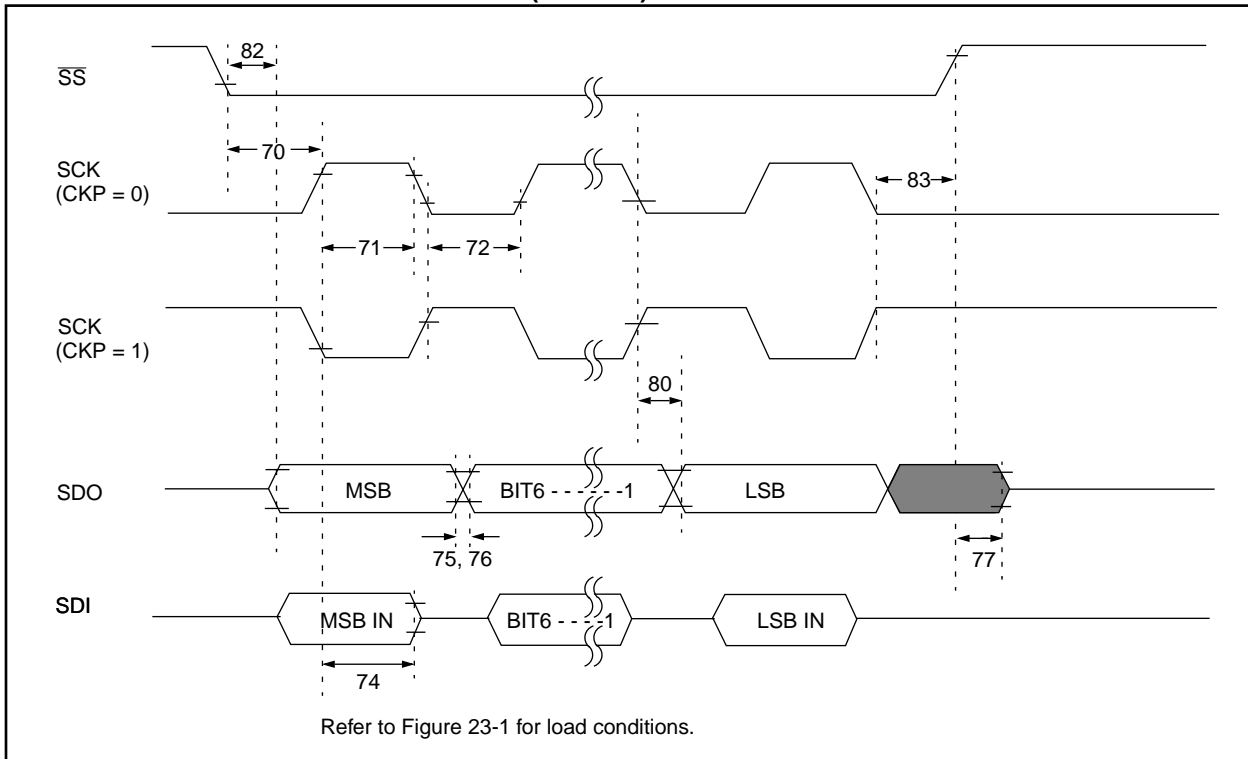 82
SS
70
SCK
(CKP = 0)
83
71
72
SCK
(CKP = 1)
80
SDO
MSB
BIT6 - - - - - -1
LSB
75, 76
77
SDI
MSB IN
BIT6 - - - -1
LSB IN
74
Refer to Figure 23-1 for load conditions.